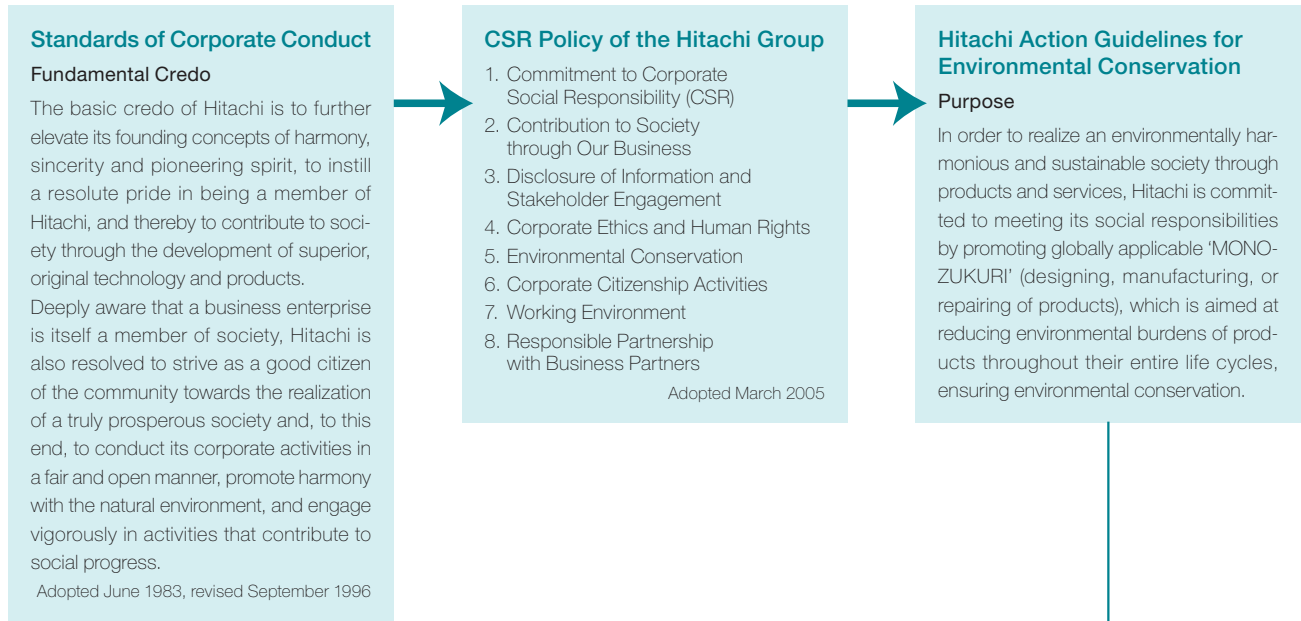 Standards of Corporate Conduct
Fundamental Credo
The basic credo of Hitachi is to further
elevate its founding concepts of harmony,
sincerity and pioneering spirit, to instill
a resolute pride in being a member of
Hitachi, and thereby to contribute to soci-
ety through the development of superior,
original technology and products.
Deeply aware that a business enterprise
is itself a member of society, Hitachi is
also resolved to strive as a good citizen
of the community towards the realization
of a truly prosperous society and, to this
end, to conduct its corporate activities in
a fair and open manner, promote harmony
with the natural environment, and engage
vigorously in activities that contribute to
social progress.
Adopted June 1983, revised September 1996
CSR Policy of the Hitachi Group
1. Commitment to Corporate
Social Responsibility (CSR)
2. Contribution to Society
through Our Business
3. Disclosure of Information and
Stakeholder Engagement
4. Corporate Ethics and Human Rights
5. Environmental Conservation
6. Corporate Citizenship Activities
7. Working Environment
8. Responsible Partnership
with Business Partners
Adopted March 2005
Hitachi Action Guidelines for
Environmental Conservation
Purpose
In order to realize an environmentally har-
monious and sustainable society through
products and services, Hitachi is commit-
ted to meeting its social responsibilities
by promoting globally applicable 'MONO-
ZUKURI' (designing, manufacturing, or
repairing of products), which is aimed at
reducing environmental burdens of prod-
ucts throughout their entire life cycles,
ensuring environmental conservation.